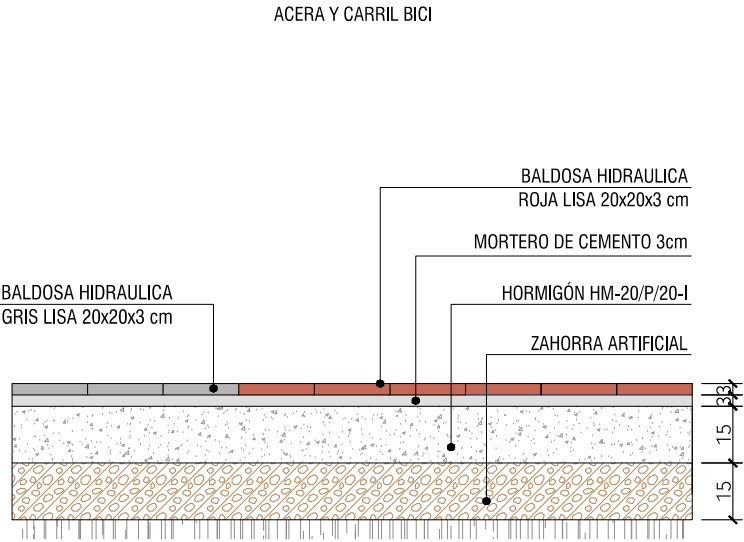 ACERA Y CARRIL BICI
BALDOSA HIDRAULICA
ROJA LISA 20x20x3 cm
MORTERO DE CEMENTO 3cm
BALDOSA HIDRAULICA
GRIS LISA 20x20x3 cm
HORMIGÓN HM-20/P/20-I
ZAHORRA ARTIFICIAL
3
3
15
15